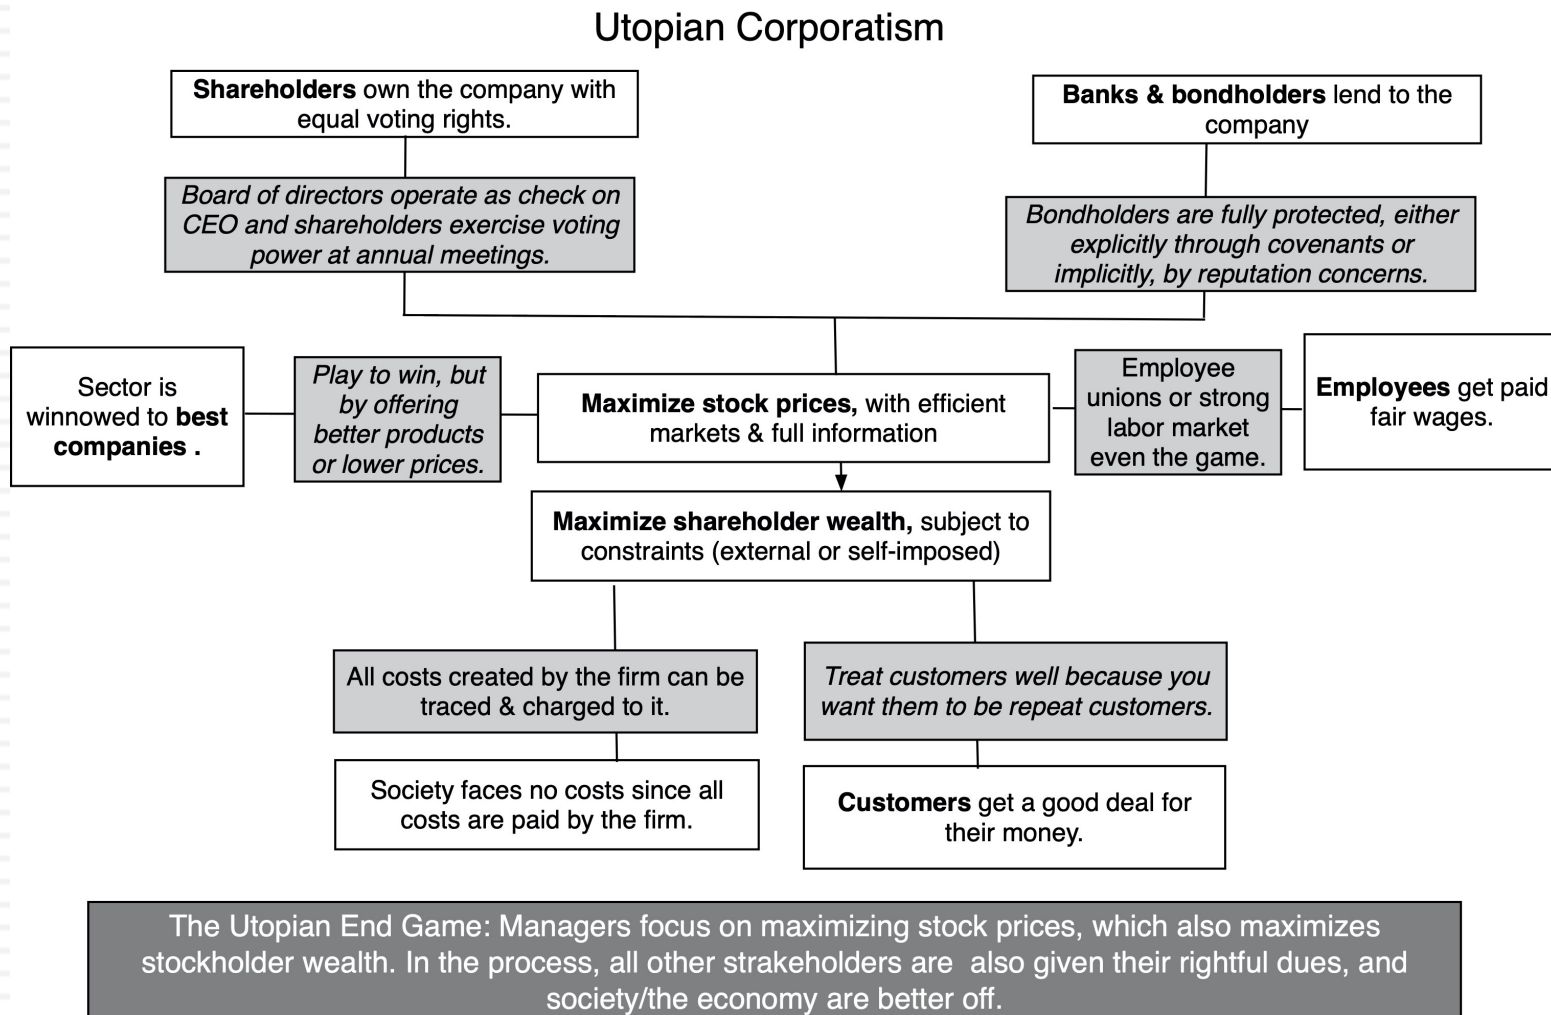 Utopian Corporatism
Shareholders own the company with
equal voting rights.
Banks & bondholders lend to the
company
Board of directors operate as check on
CEO and shareholders exercise voting
power at annual meetings.
Bondholders are fully protected, either
explicitly through covenants or
implicitly, by reputation concerns.
Sector is
winnowed to best
companies .
Play to win, but
by offering
better products
or lower prices.
Maximize stock prices, with efficient
markets & full information
Employee
unions or strong
labor market
even the game.
Employees get paid
fair wages.
Maximize shareholder wealth, subject to
constraints (external or self-imposed)
All costs created by the firm can be
traced & charged to it.
Treat customers well because you
want them to be repeat customers.
Society faces no costs since all
costs are paid by the firm.
Customers get a good deal for
their money.
The Utopian End Game: Managers focus on maximizing stock prices, which also maximizes
stockholder wealth. In the process, all other strakeholders are  also given their rightful dues, and
society/the economy are better off.